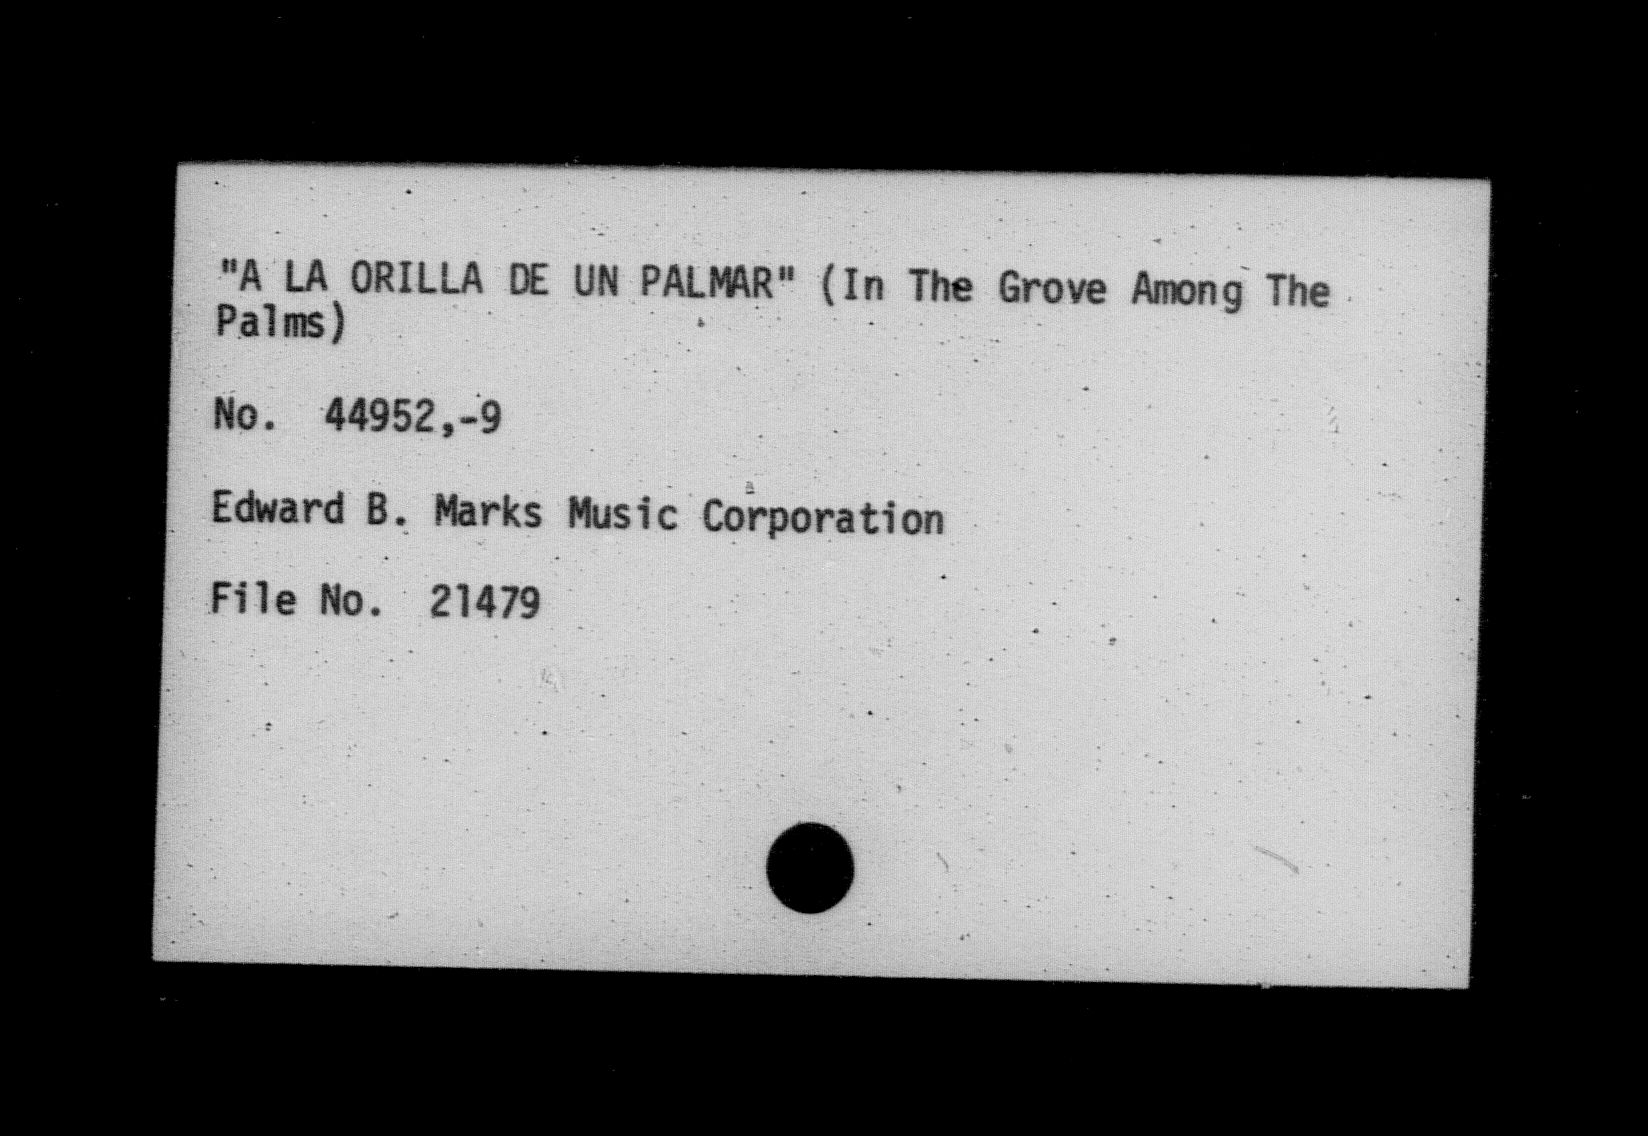 "A LA ORILLA DE UN PALMAR" (In The Grove Among The
Palms)
No. 44952,-9
Edward B. Marks Music Corporation
File No. 21479